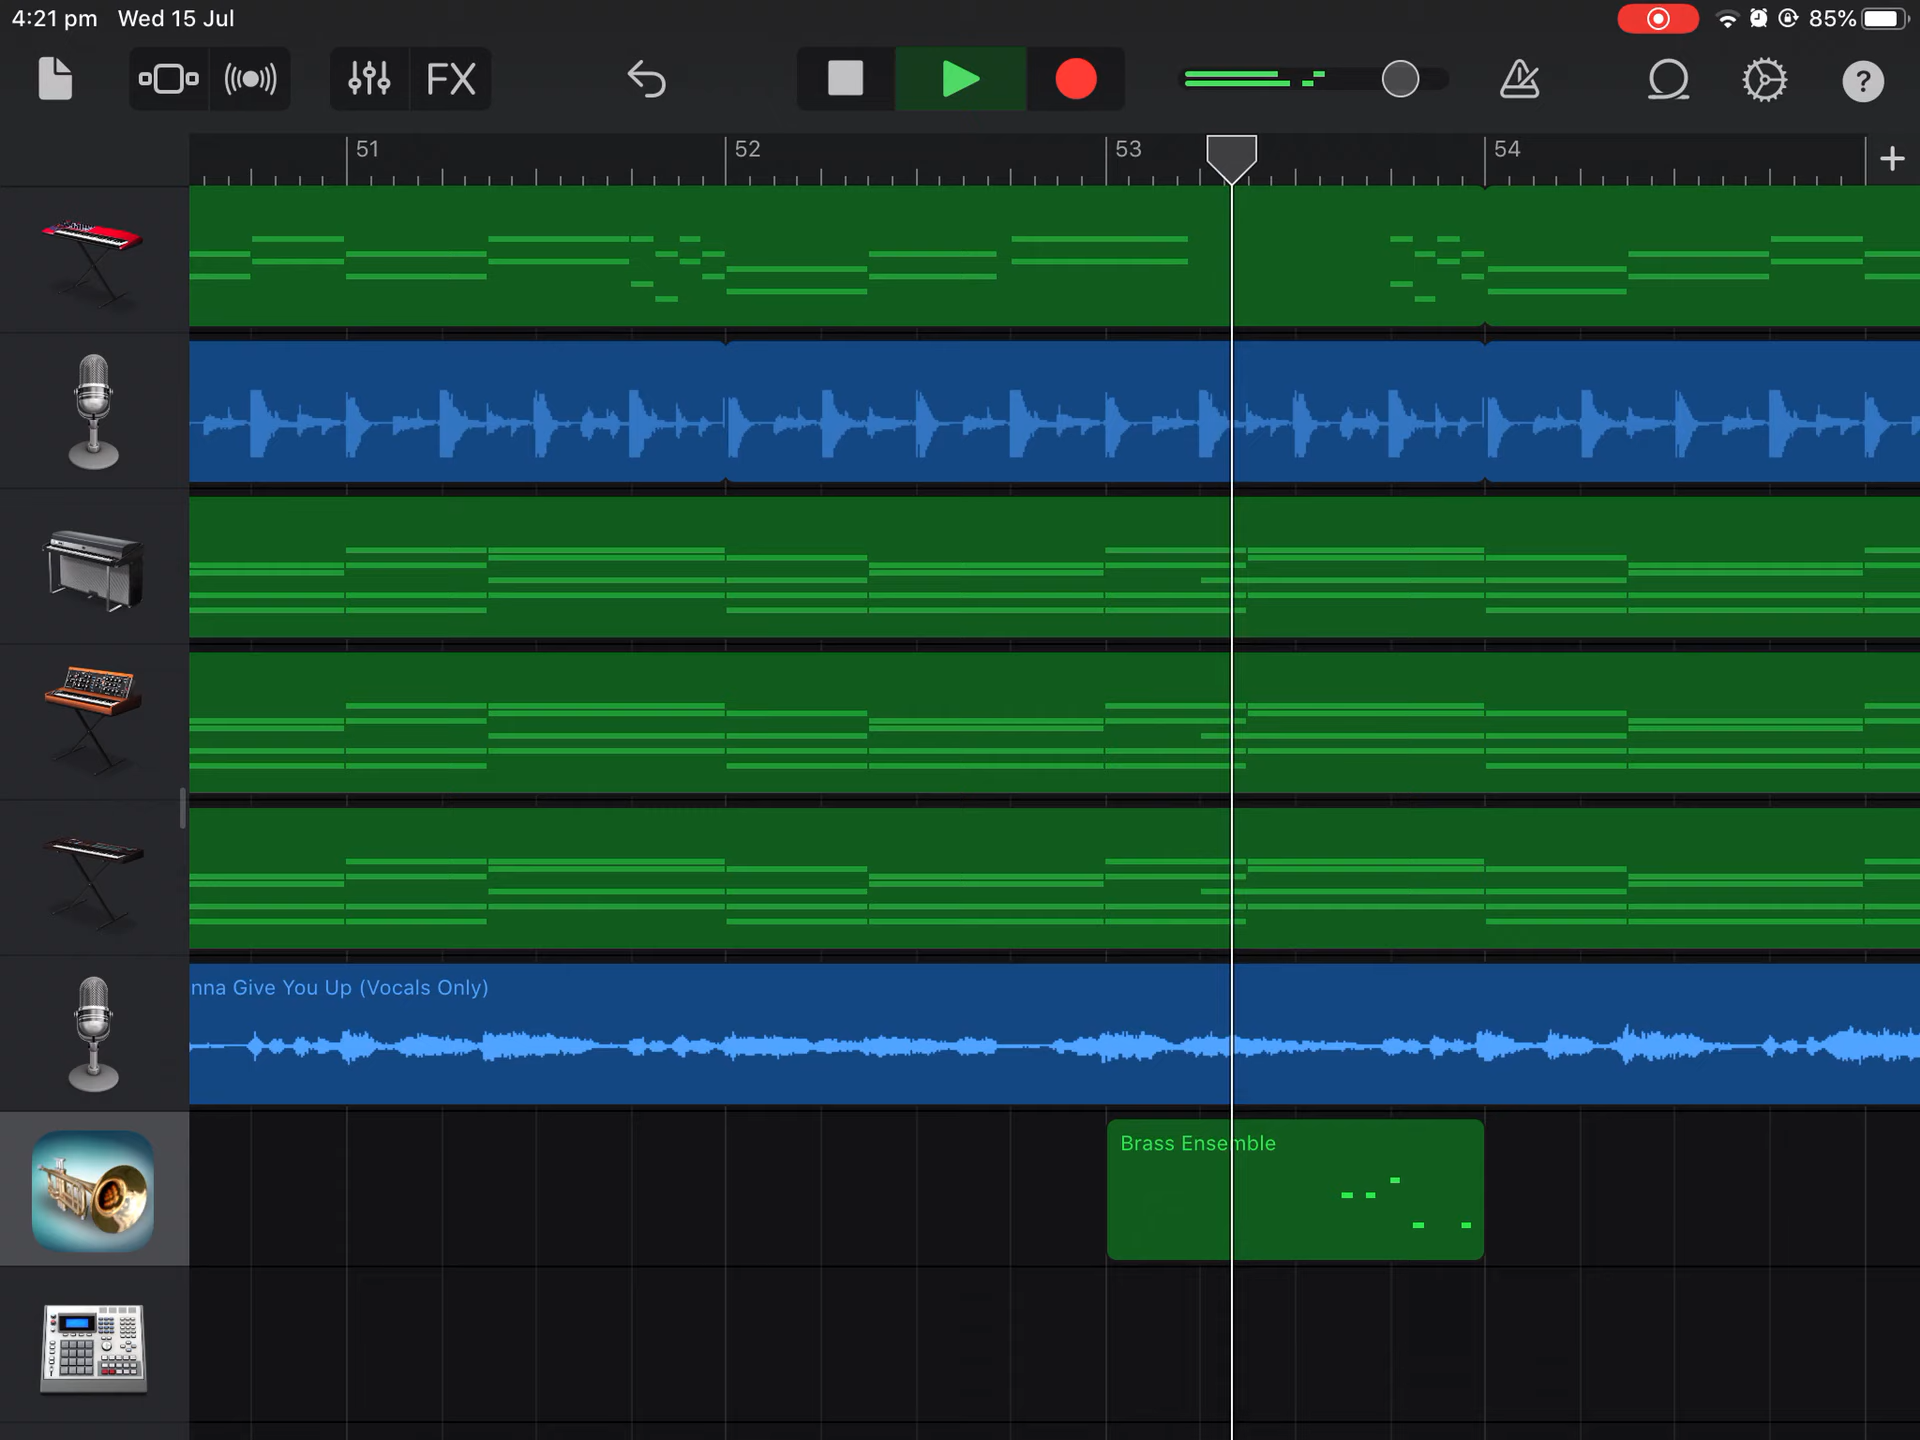 4:21 pm Wed 15 Jul
85%
FX
?
51
52
53
54
nna Give You Up (Vocals Only)
Brass Ensemble